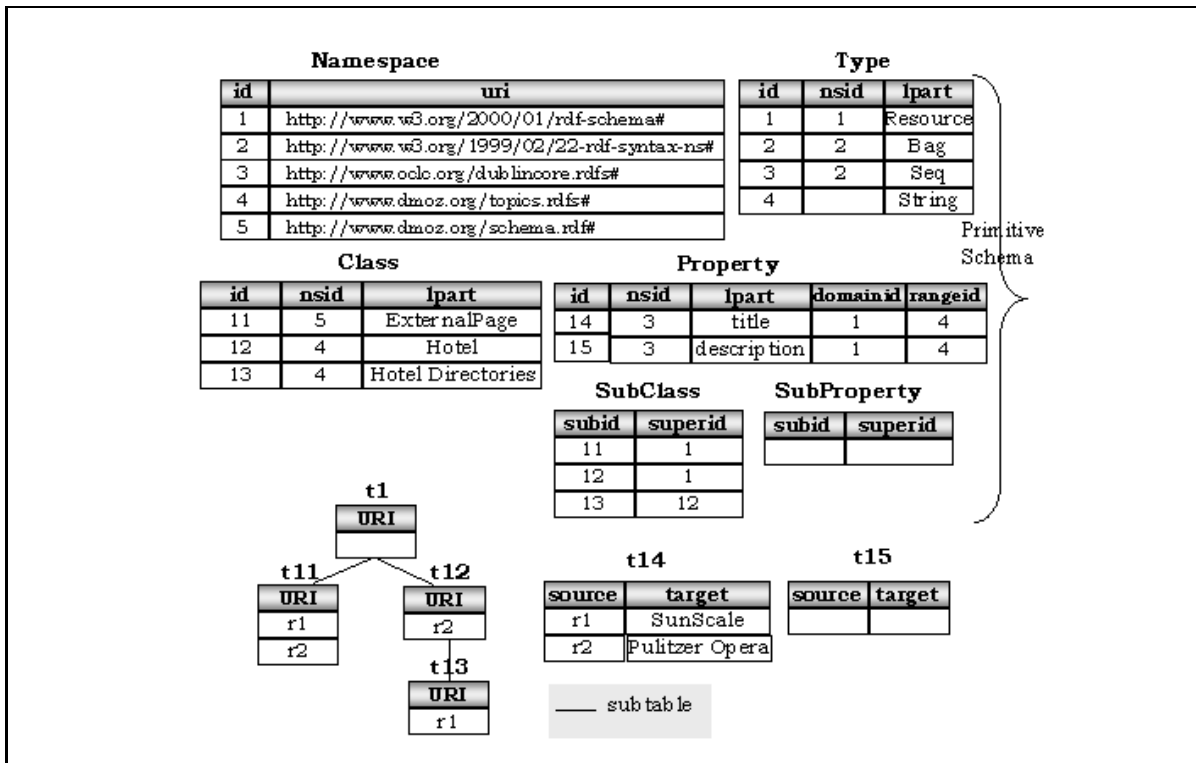 Namespace
id uri
1 http://www.w3.org/2000/01/rdf-schema#
2 http://www.w3.org/1999/02/22-rdf-syntax-ns#
3 http://www.oclc.org/dublincore.rdfs#
4 http://www.dmoz.org/topics.rdfs#
5 http://www.dmoz.org/schema.rdf#
Type
id nsid lpart
1 1 Resource
2 2 Bag
3 2 Seq
4 String
Primitive
Schema
Class
id nsid lpart
11 5 ExternalPage
12 4 Hotel
13 4 Hotel Directories
Property
id nsid lpart domainid rangeid
14 3 title 1 4
15 3 description 1 4
SubClass
subid superid
11 1
12 1
13 12
SubProperty
subid superid
t1
URI
t11
URI
r1
r2
t12
URI
r2
t13
URI
r1
t14
source target
r1 SunScale
r2 Pulitzer Opera
t15
source target
subtable